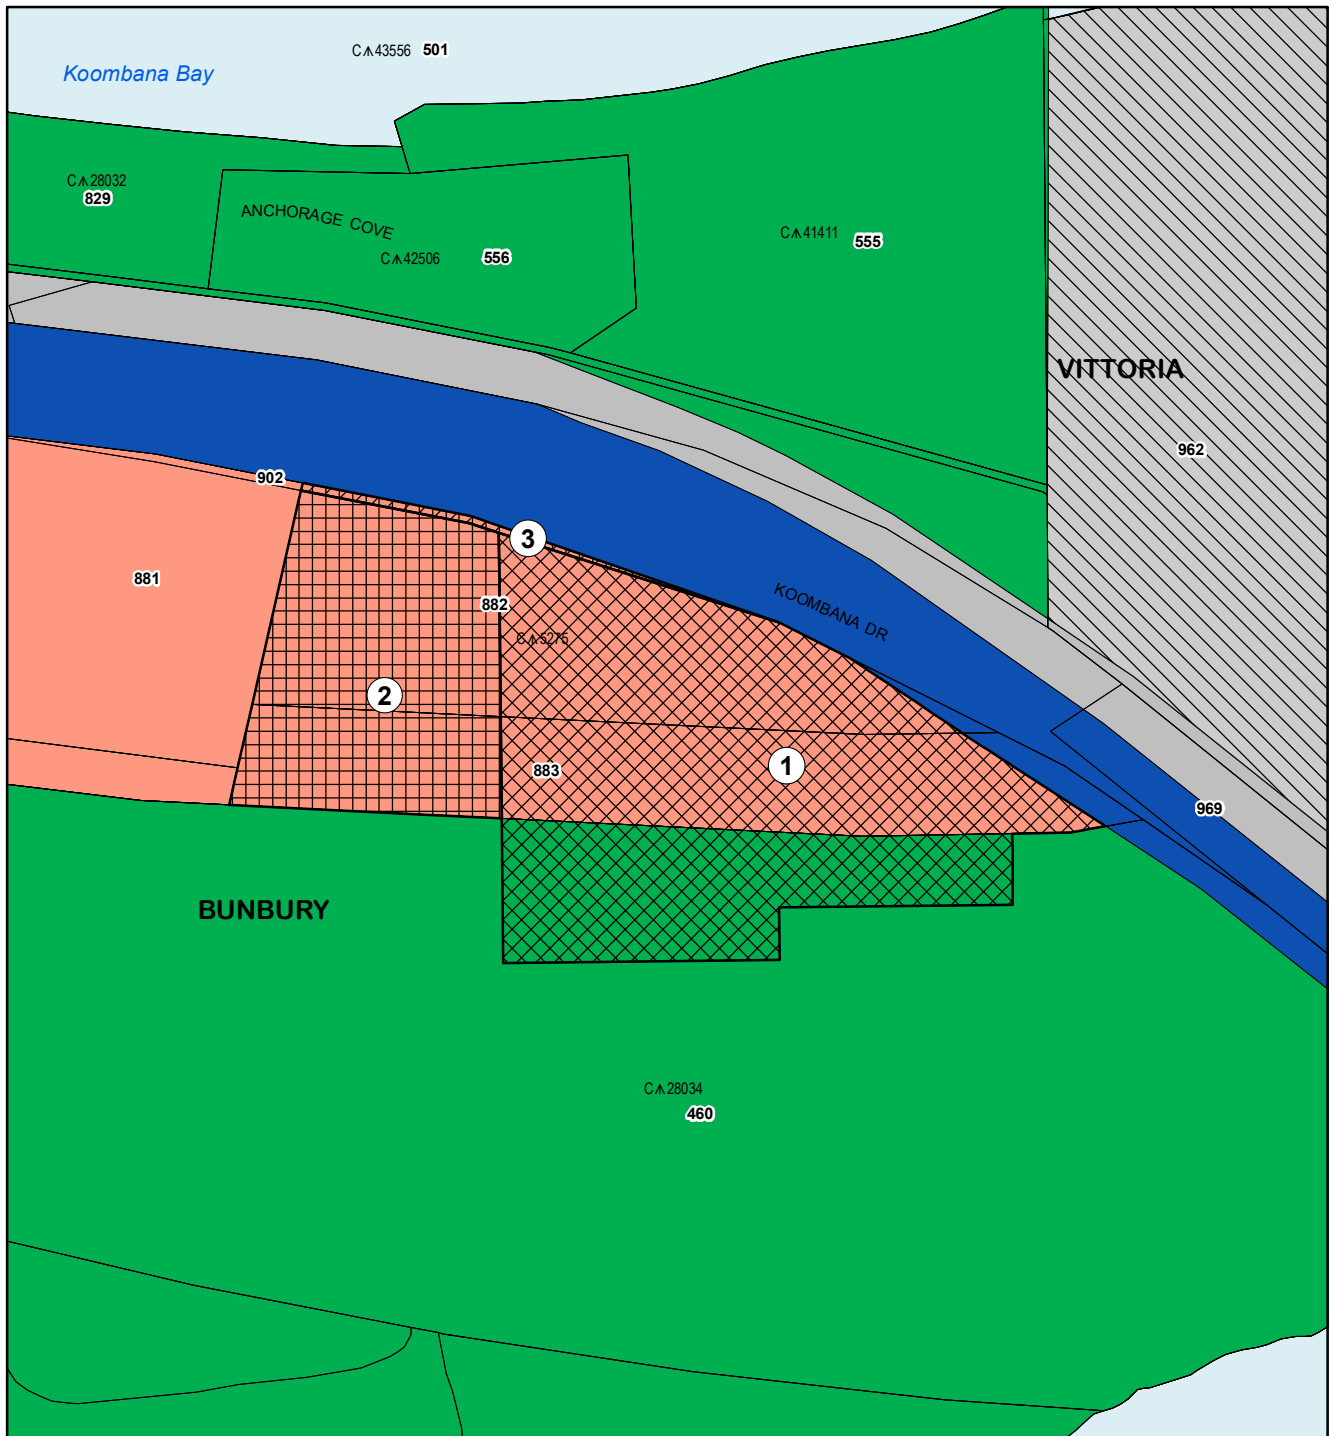 C 43556 501
Koombana Bay
C 28032
829
ANCHORAGE COVE
C 42506 556
C 41411 555
VITTORIA
962
902
3
881
882
KOOMBANA DR
C 5275
2
883
1
969
BUNBURY
C 28034
460